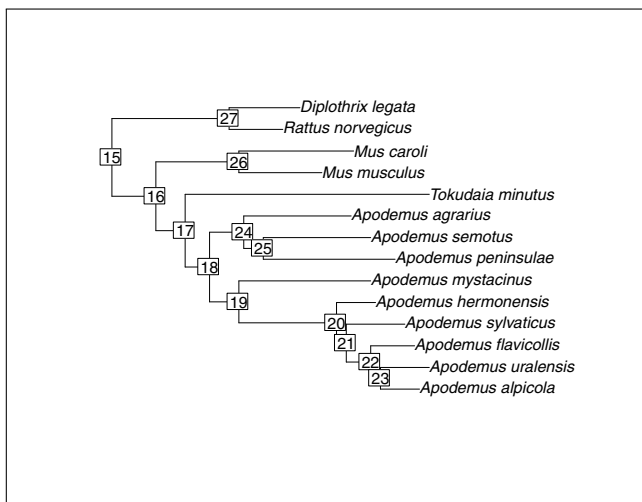 Diplothrix legata
27
Rattus norvegicus
15
Mus caroli
26
16
Mus musculus
Tokudaia minutus
17
Apodemus agrarius
24
Apodemus semotus
25
18
Apodemus peninsulae
Apodemus mystacinus
19
Apodemus hermonensis
20
Apodemus sylvaticus
21
Apodemus flavicollis
22
Apodemus uralensis
23
Apodemus alpicola